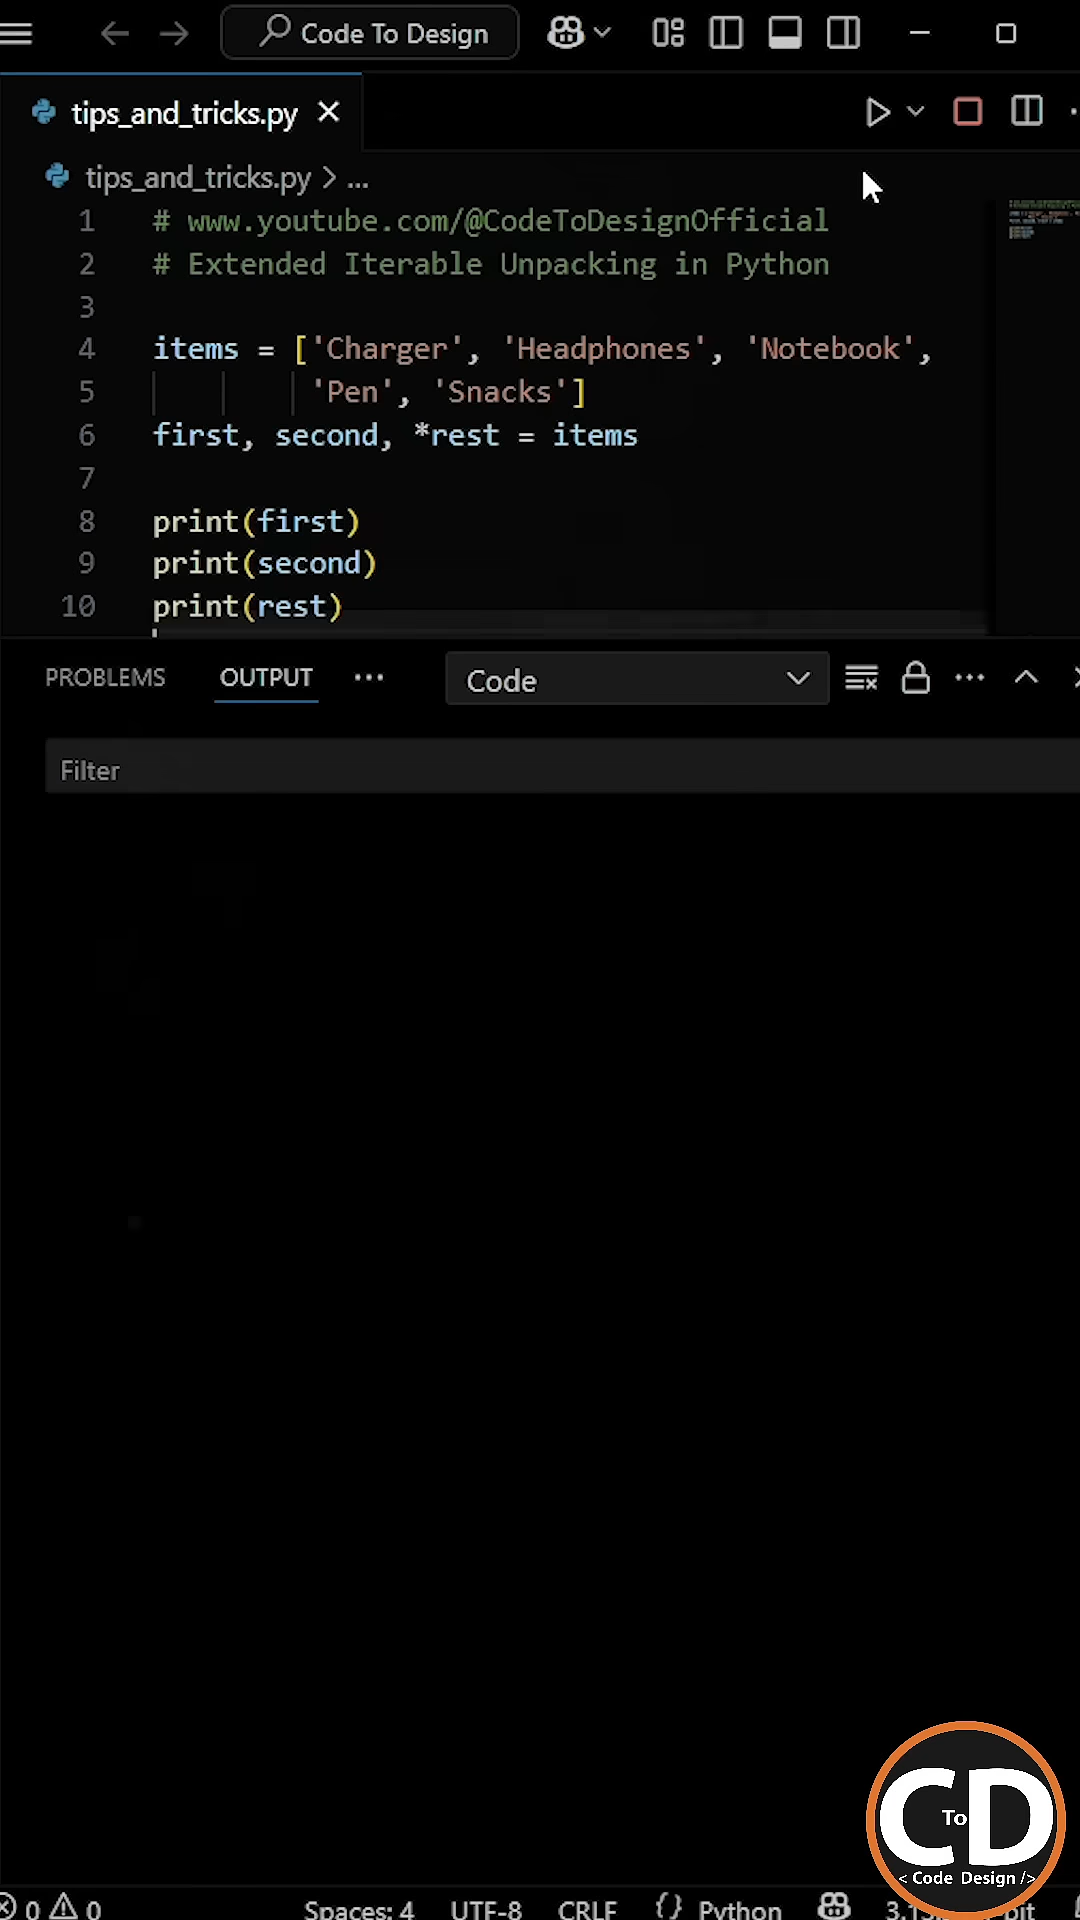 Code To Design
tips_and_tricks.py
tips_and_tricks.py > ...
1 # www.youtube.com/@CodeToDesignOfficial
2 # Extended Iterable Unpacking in Python
3
4 items = ['Charger', 'Headphones', 'Notebook',
5 'Pen', 'Snacks']
6 first, second, *rest = items
7
8 print(first)
9 print(second)
10 print(rest)
PROBLEMS OUTPUT ... Code
Filter
CD
To
< Code Design />
0 0 Spaces: 4 UTF-8 CRLF {} Python